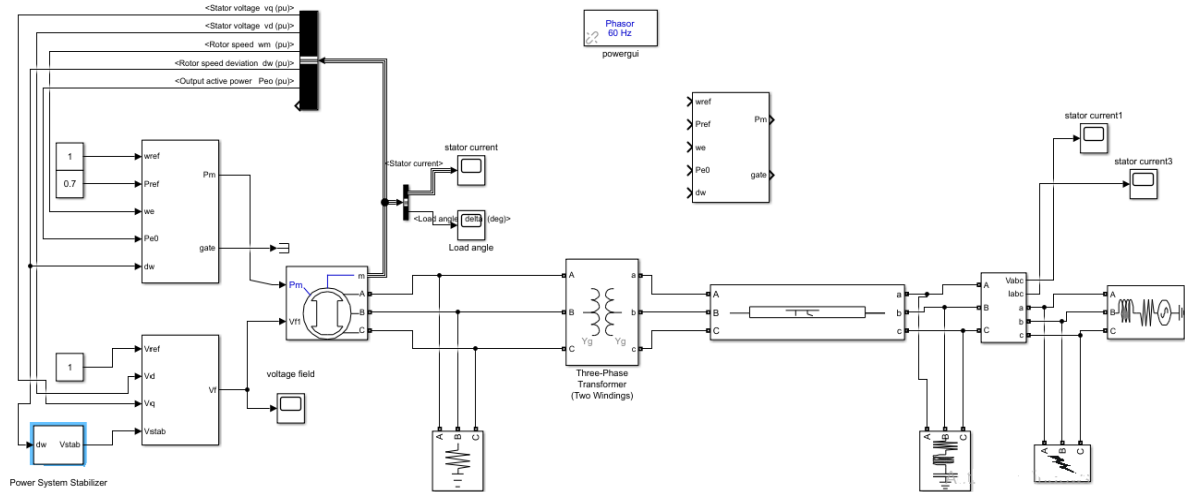 <Stator voltage vq (pu)>
<Stator voltage vd (pu)>
<Rotor speed wm (pu)>
<Rotor speed deviation dw (pu)>
<Output active power Peo (pu)>
Phasor
60 Hz
powergui
wref
Pref
we
Pe0
dw
Pm
gate
stator current1
stator current3
1
0.7
wref
Pref
we
Pe0
dw
Pm
gate
stator current
<Stator current>
<Load angle delta (deg)>
Load angle
Pm
Vf1
m
A
B
C
A
B
C
a
b
c
Yg
Yg
Three-Phase
Transformer
(Two Windings)
A
B
C
a
b
c
A
B
C
Vabc
Iabc
a
b
c
A
B
C
1
Vref
Vd
Vq
Vstab
Vf
voltage field
dw
Vstab
Power System Stabilizer
A
B
C
A
B
C
A
B
C